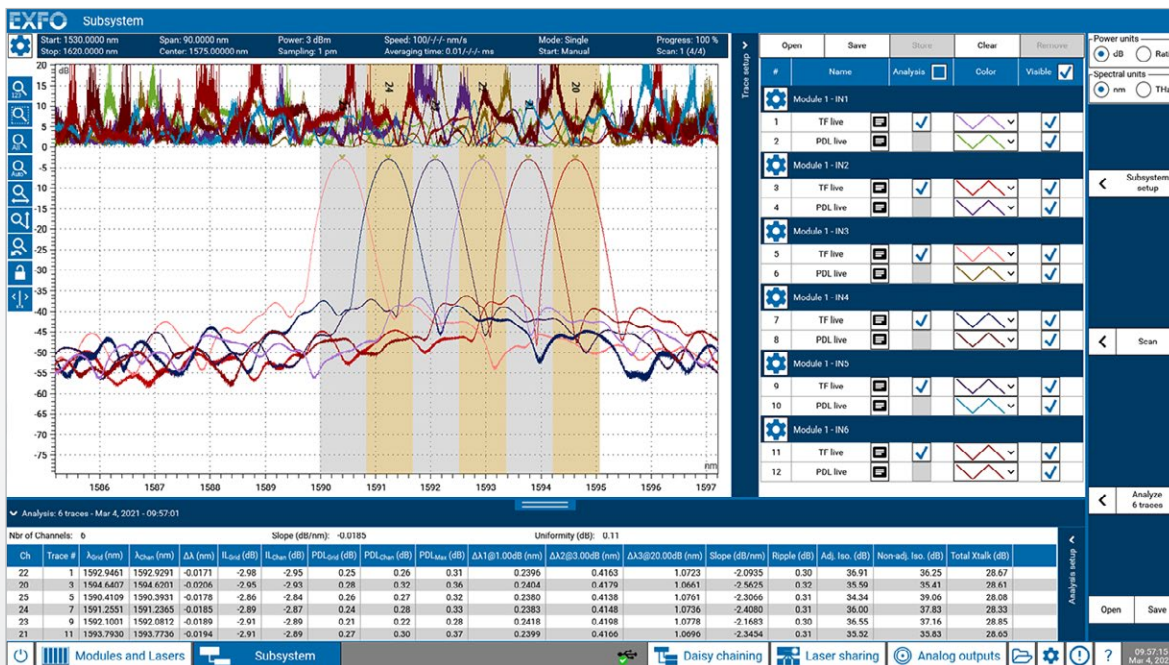 EXFO Subsystem
Start: 1530.0000 nm Span: 90.0000 nm Power: 3 dBm Speed: 100/-/-/- nm/s Mode: Single Progress: 100 %
Stop: 1620.0000 nm Center: 1575.00000 nm Sampling: 1 pm Averaging time: 0.01/-/-/- ms Start: Manual Scan: 1 (4/4)
20
dB
15
10
5
0
-5
-10
-15
-20
-25
-30
-35
-40
-45
-50
-55
-60
-65
-70
-75
24
20
nm
1586 1587 1588 1589 1590 1591 1592 1593 1594 1595 1596 1597
Trace setup
Open Save Store Clear Remove
# Name Analysis Color Visible
Module 1 - IN1
1 TF live
2 PDL live
Module 1 - IN2
3 TF live
4 PDL live
Module 1 - IN3
5 TF live
6 PDL live
Module 1 - IN4
7 TF live
8 PDL live
Module 1 - IN5
9 TF live
10 PDL live
Module 1 - IN6
11 TF live
12 PDL live
Power units
dB Rati
Spectral units
nm THz
Subsystem
setup
Scan
Analyze
6 traces
Open Save
Analysis: 6 traces - Mar 4, 2021 - 09:57:01
Nbr of Channels: 6 Slope (dB/nm): -0.0185 Uniformity (dB): 0.11
Ch Trace # λGrid (nm) λChan (nm) Δλ (nm) ILGrid (dB) ILChan (dB) PDLGrid (dB) PDLChan (dB) PDLMax (dB) Δλ1@1.00dB (nm) Δλ2@3.00dB (nm) Δλ3@20.00dB (nm) Slope (dB/nm) Ripple (dB) Adj. Iso. (dB) Non-adj. Iso. (dB) Total Xtalk (dB)
22 1 1592.9461 1592.9291 -0.0171 -2.98 -2.95 0.25 0.26 0.31 0.2396 0.4163 1.0723 -2.0935 0.30 36.91 36.25 28.67
20 3 1594.6407 1594.6201 -0.0206 -2.95 -2.93 0.28 0.32 0.36 0.2404 0.4179 1.0661 -2.5625 0.32 35.59 35.41 28.61
25 5 1590.4109 1590.3931 -0.0178 -2.86 -2.84 0.26 0.27 0.32 0.2380 0.4138 1.0761 -2.3066 0.31 34.34 39.06 28.08
24 7 1591.2551 1591.2365 -0.0185 -2.89 -2.87 0.24 0.28 0.33 0.2383 0.4148 1.0736 -2.4080 0.31 36.00 37.83 28.33
23 9 1592.1001 1592.0812 -0.0189 -2.91 -2.89 0.21 0.22 0.28 0.2418 0.4198 1.0778 -2.1683 0.30 36.55 37.16 28.85
21 11 1593.7930 1593.7736 -0.0194 -2.91 -2.89 0.27 0.30 0.37 0.2399 0.4166 1.0696 -2.3454 0.31 35.52 35.83 28.65
Analysis setup
Modules and Lasers Subsystem Daisy chaining Laser sharing Analog outputs ? 09:57:15
Mar 4, 202